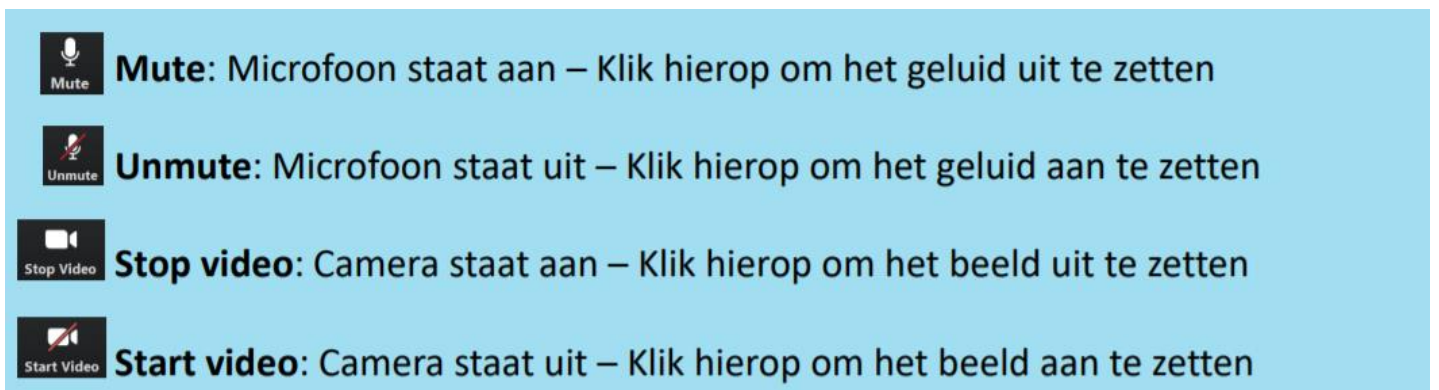 Mute Mute: Microfoon staat aan – Klik hierop om het geluid uit te zetten
Unmute Unmute: Microfoon staat uit – Klik hierop om het geluid aan te zetten
Stop Video Stop video: Camera staat aan – Klik hierop om het beeld uit te zetten
Start Video Start video: Camera staat uit – Klik hierop om het beeld aan te zetten